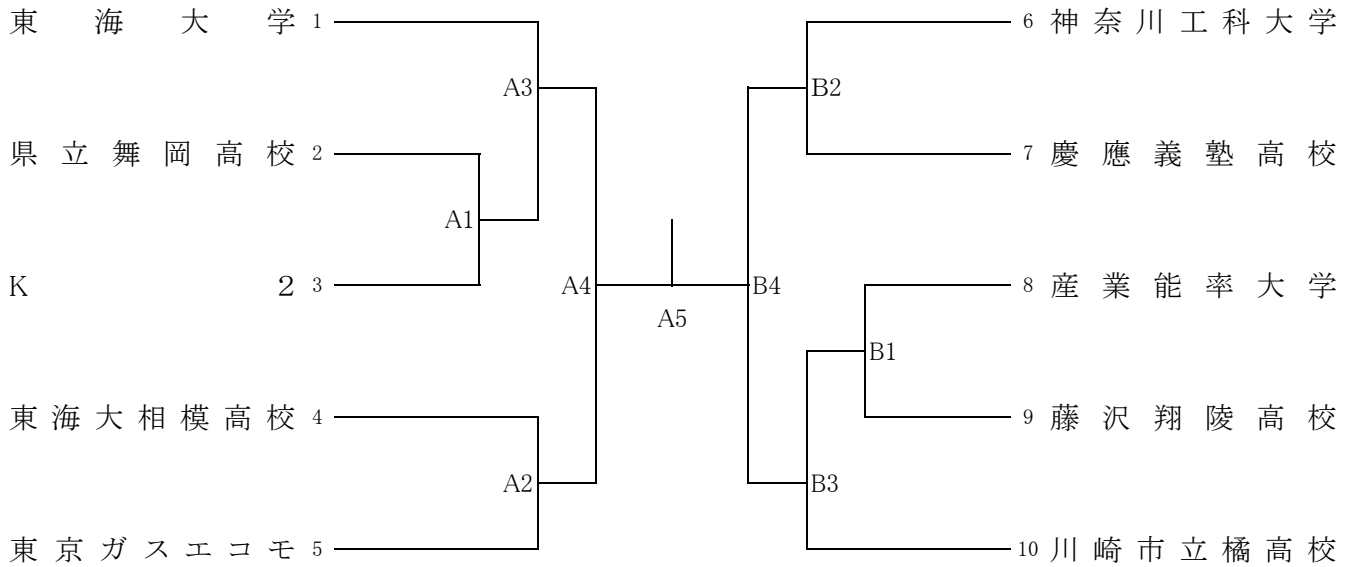 東海大学 1
6 神奈川工科大学
A3
B2
県立舞岡高校 2
7 慶應義塾高校
A1
K2 3
A4
A5
B4
8 産業能率大学
B1
東海大相模高校 4
9 藤沢翔陵高校
A2
B3
東京ガスエコモ 5
10 川崎市立橘高校